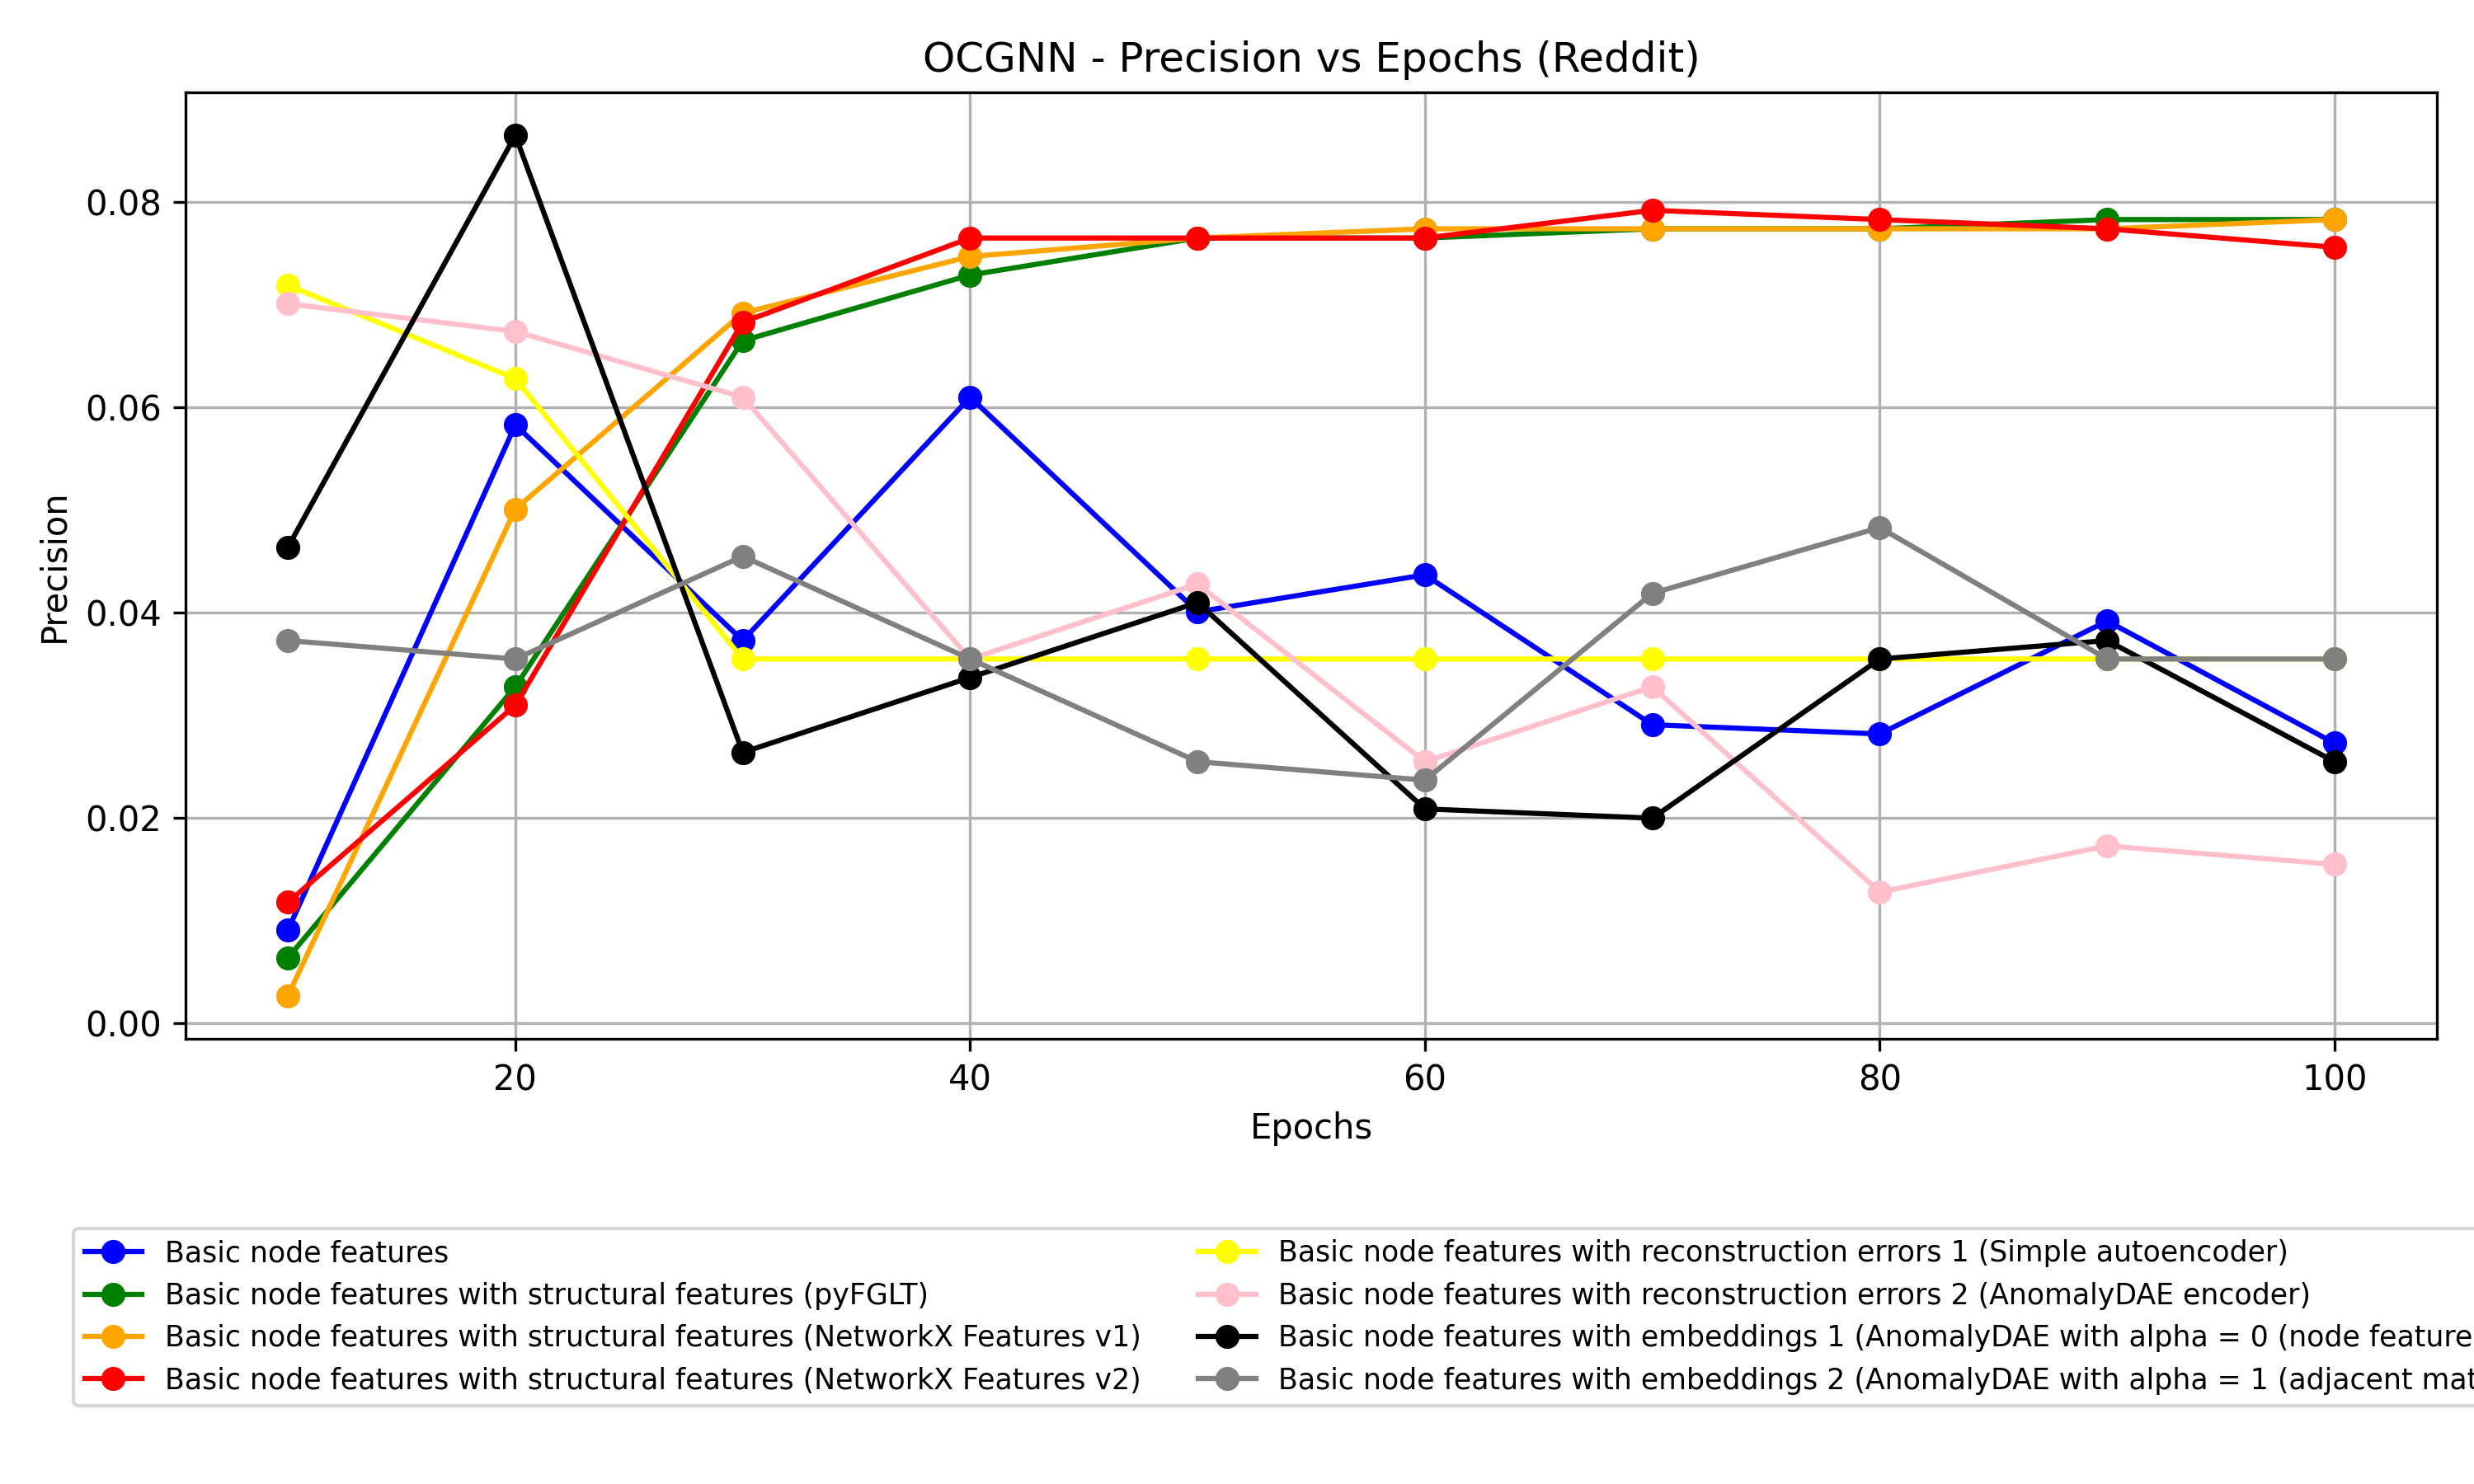 OCGNN - Precision vs Epochs (Reddit)
Precision
0.08
0.06
0.04
0.02
0.00
20 40 60 80 100
Epochs
Basic node features
Basic node features with structural features (pyFGLT)
Basic node features with structural features (NetworkX Features v1)
Basic node features with structural features (NetworkX Features v2)
Basic node features with reconstruction errors 1 (Simple autoencoder)
Basic node features with reconstruction errors 2 (AnomalyDAE encoder)
Basic node features with embeddings 1 (AnomalyDAE with alpha = 0 (node feature
Basic node features with embeddings 2 (AnomalyDAE with alpha = 1 (adjacent mat